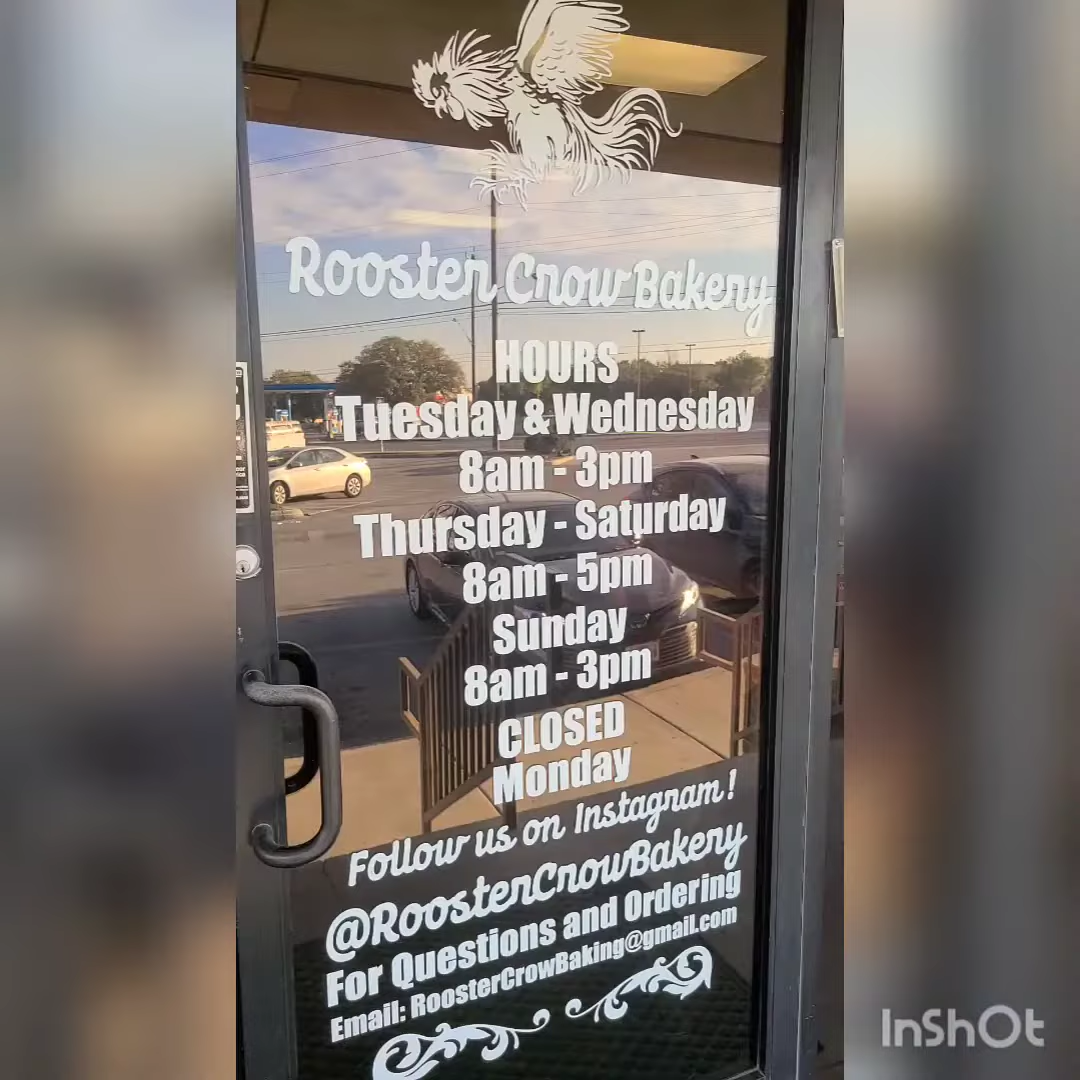 Rooster Crow Bakery
HOURS
Tuesday & Wednesday
8am - 3pm
Thursday - Saturday
8am - 5pm
Sunday
8am - 3pm
CLOSED
Monday
Follow us on Instagram!
@RoosterCrowBakery
For Questions and Ordering
Email: RoosterCrowBaking@gmail.com
InShOt